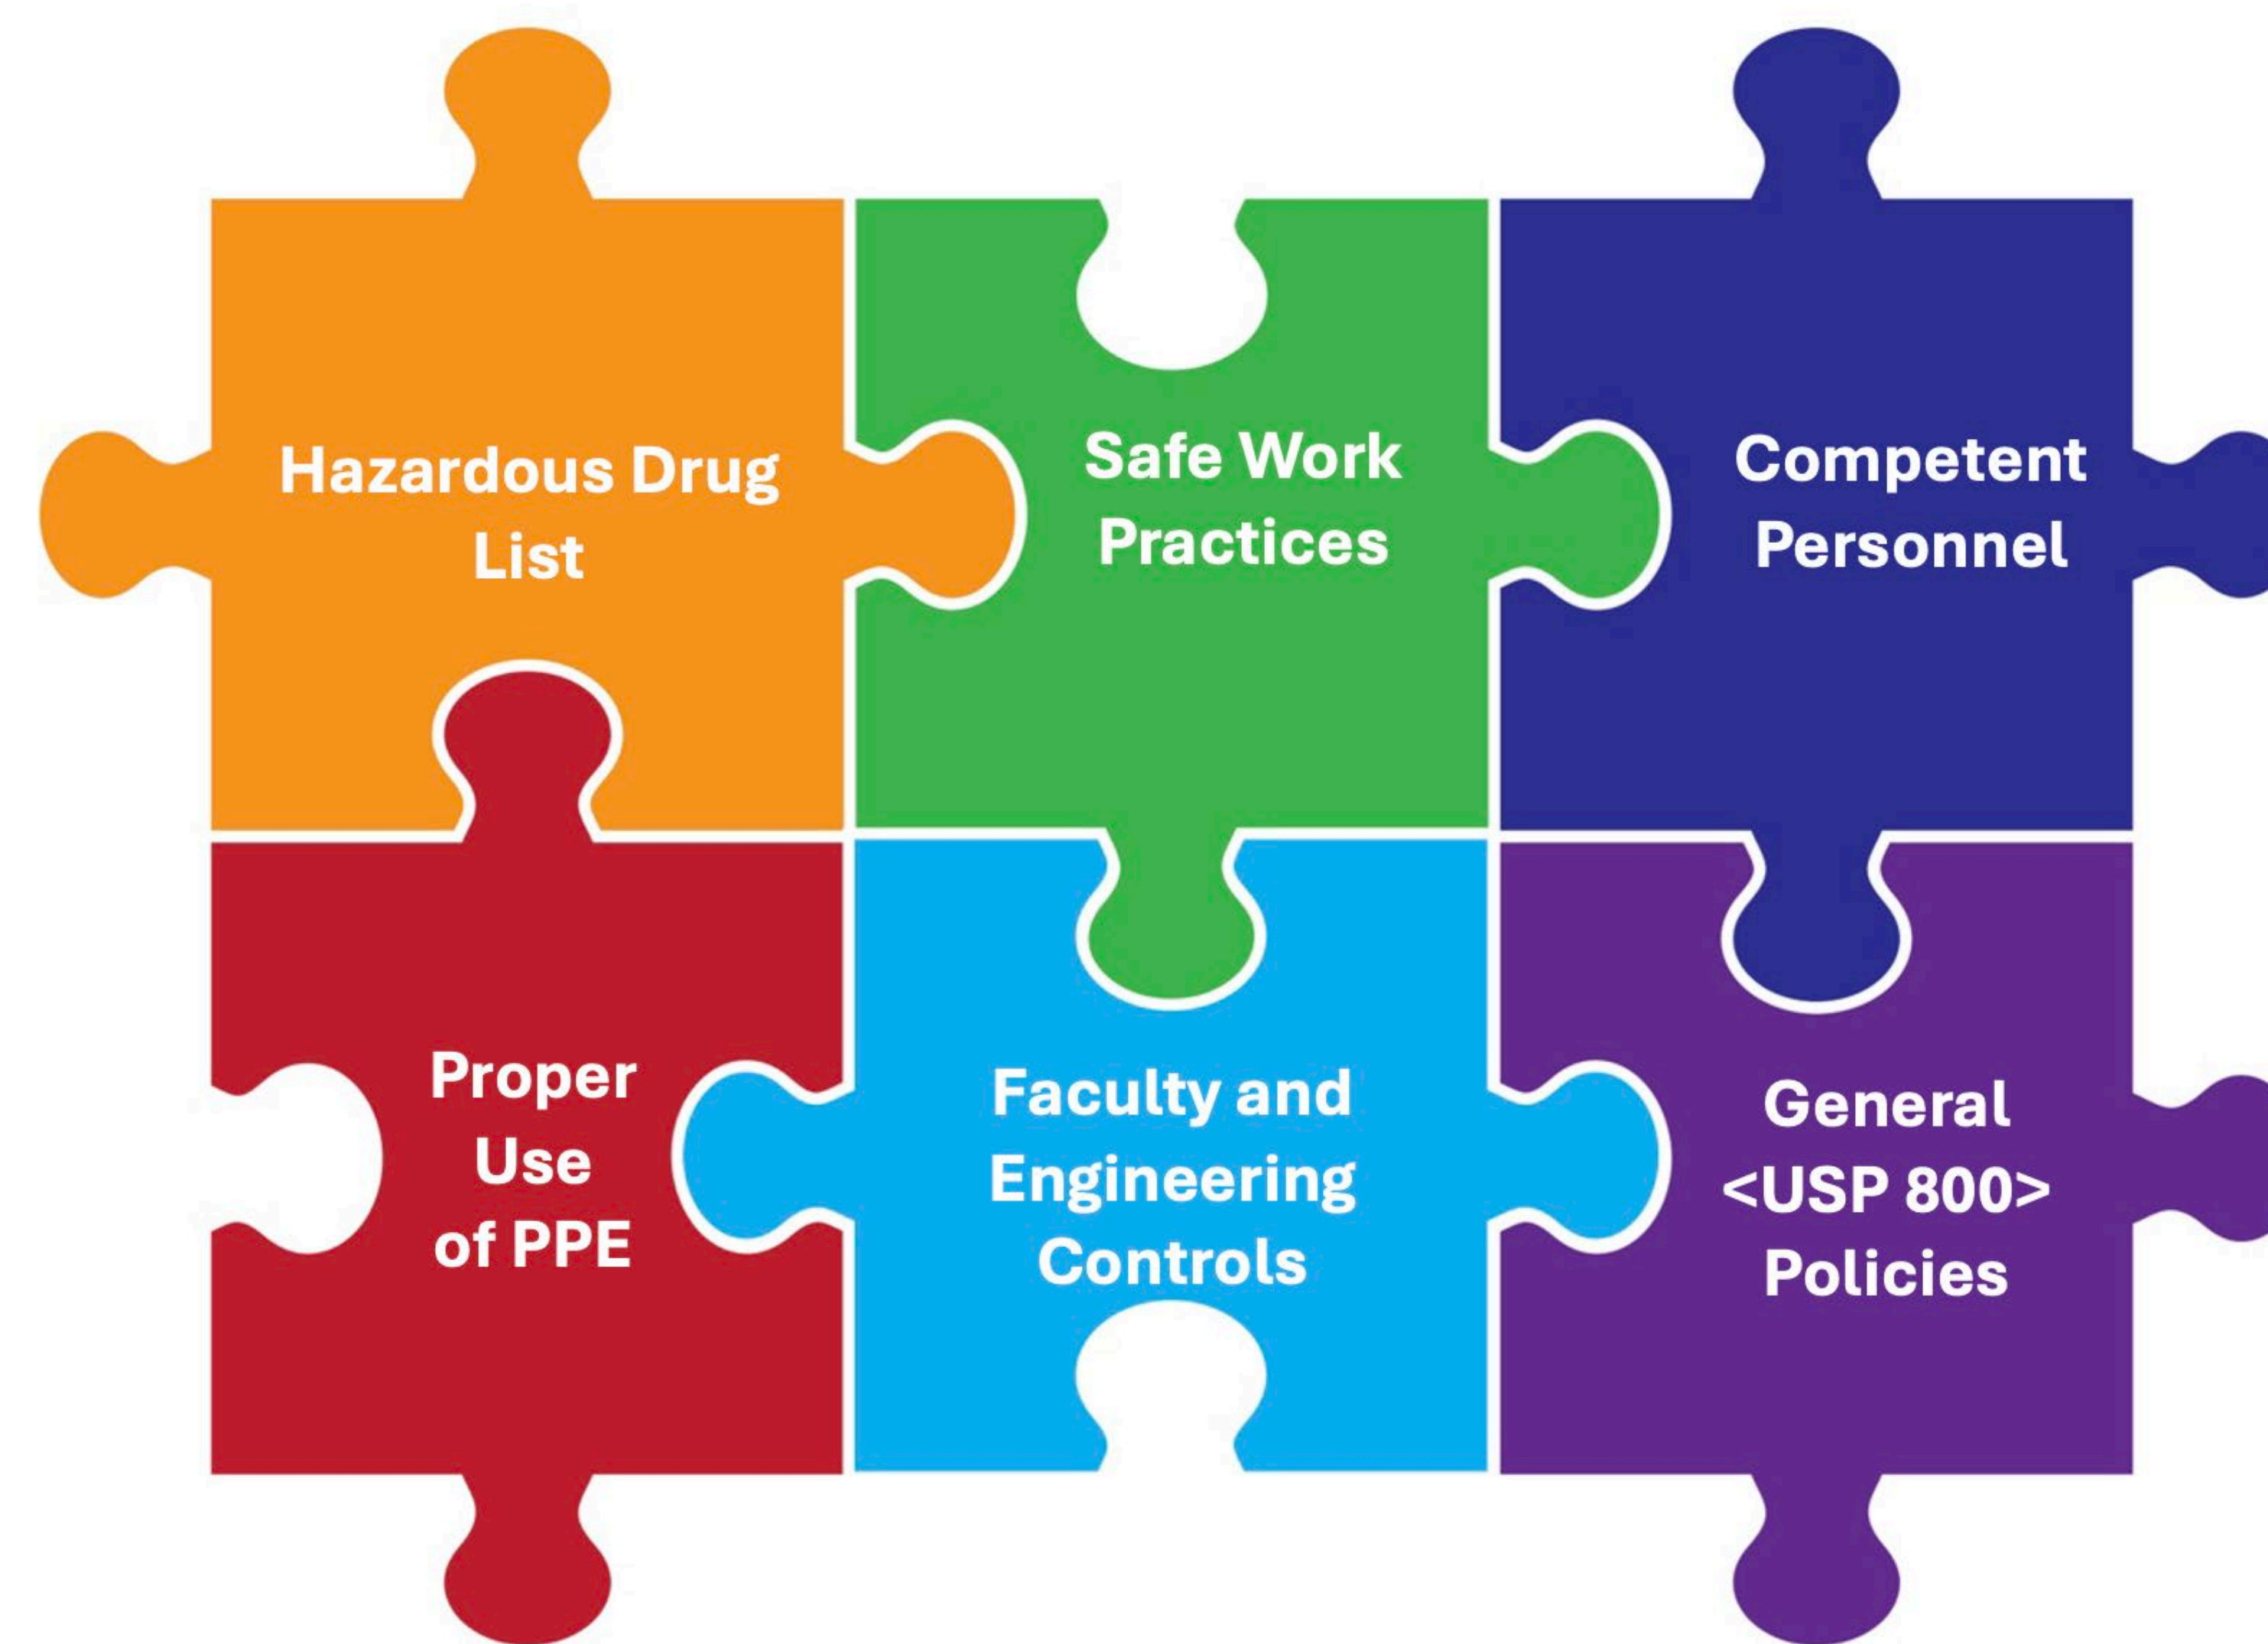 Hazardous Drug
List
Safe Work
Practices
Competent
Personnel
Proper
Use
of PPE
Faculty and
Engineering
Controls
General
<USP 800>
Policies